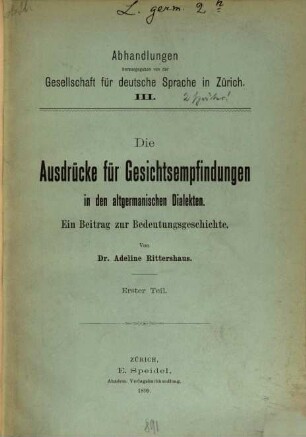 L. germ. 2 n
Abhandlungen
herausgegeben von der
Gesellschaft für deutsche Sprache in Zürich.
III.
Die
Ausdrücke für Gesichtsempfindungen
in den altgermanischen Dialekten.
Ein Beitrag zur Bedeutungsgeschichte.
Von
Dr. Adeline Rittershaus.
Erster Teil.
ZÜRICH,
E. Speidel,
Akadem. Verlagsbuchhandlung.
1899.